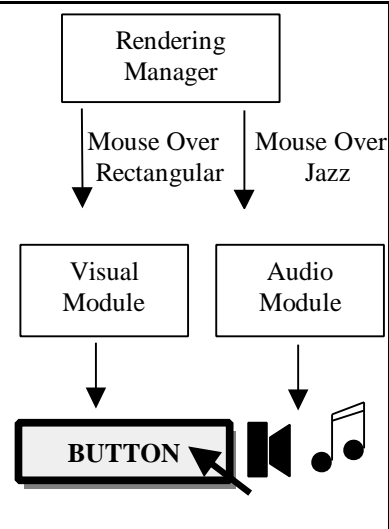 Rendering
Manager
Mouse Over
Rectangular
Mouse Over
Jazz
Visual
Module
Audio
Module
BUTTON